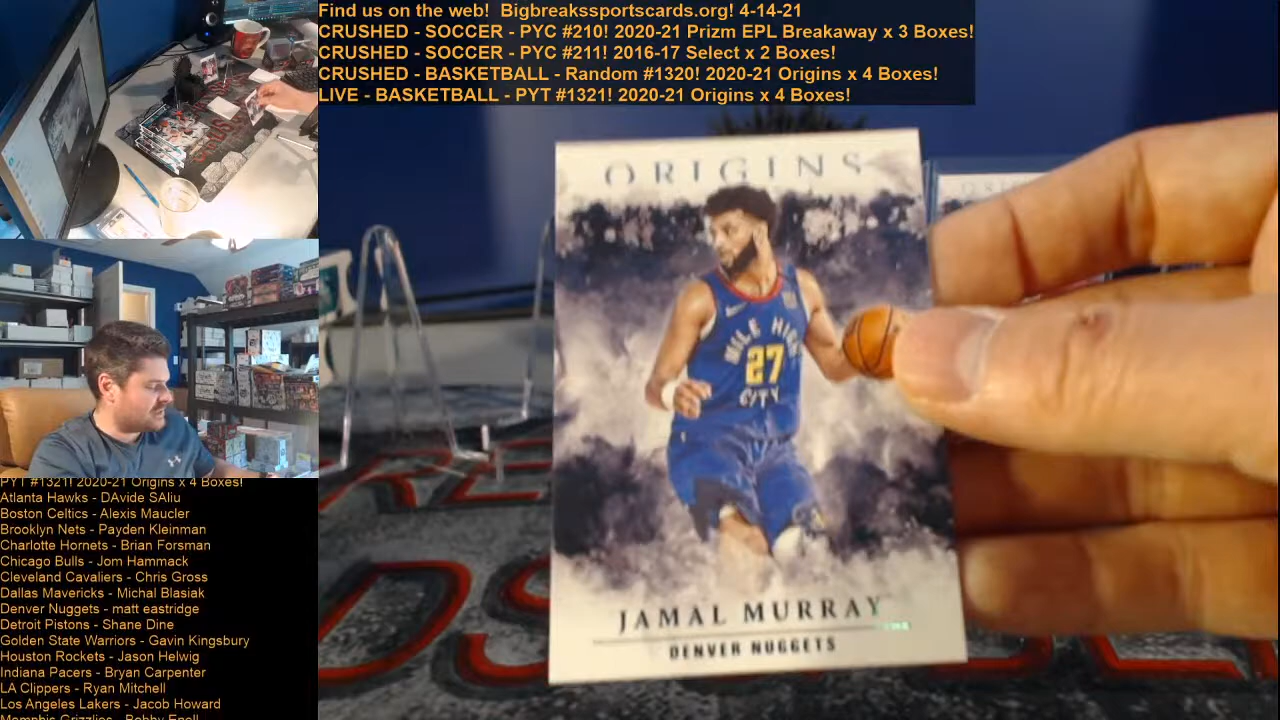 Find us on the web! Bigbreakssportscards.org! 4-14-21
CRUSHED - SOCCER - PYC #210! 2020-21 Prizm EPL Breakaway x 3 Boxes!
CRUSHED - SOCCER - PYC #211! 2016-17 Select x 2 Boxes!
CRUSHED - BASKETBALL - Random #1320! 2020-21 Origins x 4 Boxes!
LIVE - BASKETBALL - PYT #1321! 2020-21 Origins x 4 Boxes!
ORIGINS
MILE HIGH
27
CITY
JAMAL MURRAY
DENVER NUGGETS
PYT #1321! 2020-21 Origins x 4 Boxes!
Atlanta Hawks - DAvide SAliu
Boston Celtics - Alexis Maucler
Brooklyn Nets - Payden Kleinman
Charlotte Hornets - Brian Forsman
Chicago Bulls - Jom Hammack
Cleveland Cavaliers - Chris Gross
Dallas Mavericks - Michal Blasiak
Denver Nuggets - matt eastridge
Detroit Pistons - Shane Dine
Golden State Warriors - Gavin Kingsbury
Houston Rockets - Jason Helwig
Indiana Pacers - Bryan Carpenter
LA Clippers - Ryan Mitchell
Los Angeles Lakers - Jacob Howard
Memphis Grizzlies - Bobby